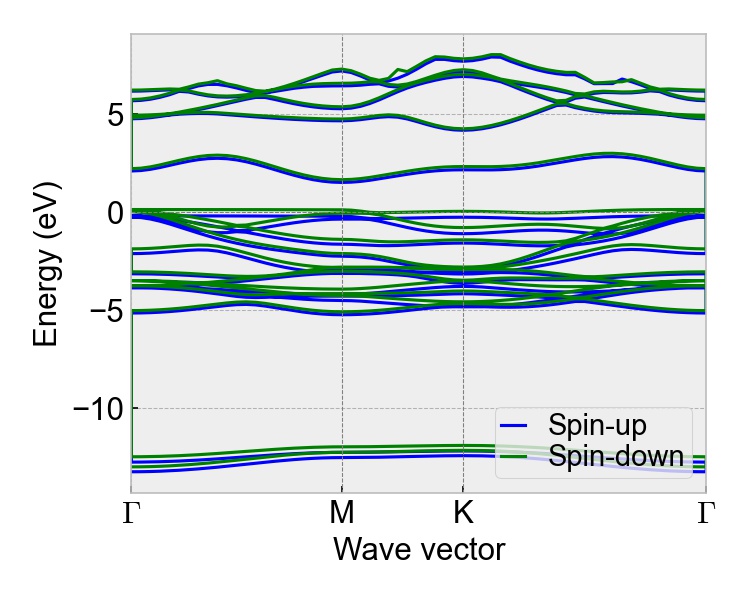 Energy (eV)
5
0
−5
−10
Spin-up
Spin-down
Γ M K Γ
Wave vector